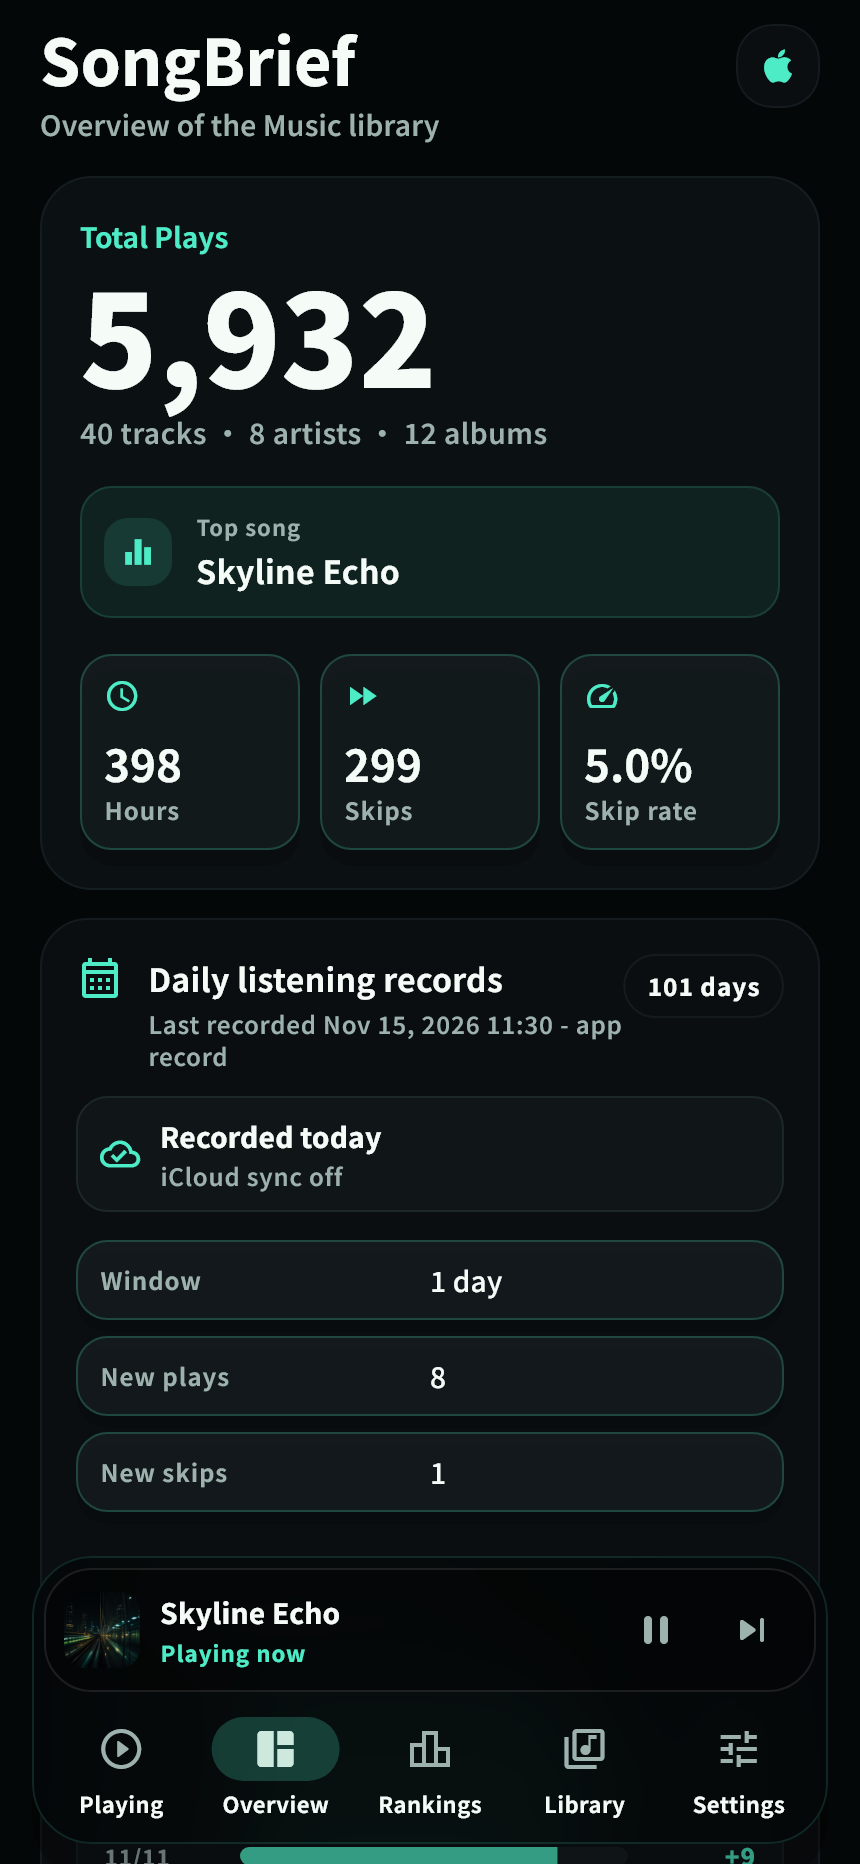 SongBrief
Overview of the Music library
Total Plays
5,932
40 tracks • 8 artists • 12 albums
Top song
Skyline Echo
398
Hours
299
Skips
5.0%
Skip rate
Daily listening records
101 days
Last recorded Nov 15, 2026 11:30 - app
record
Recorded today
iCloud sync off
Window
1 day
New plays
8
New skips
1
Skyline Echo
Playing now
Playing
Overview
Rankings
Library
Settings
11/11
+9